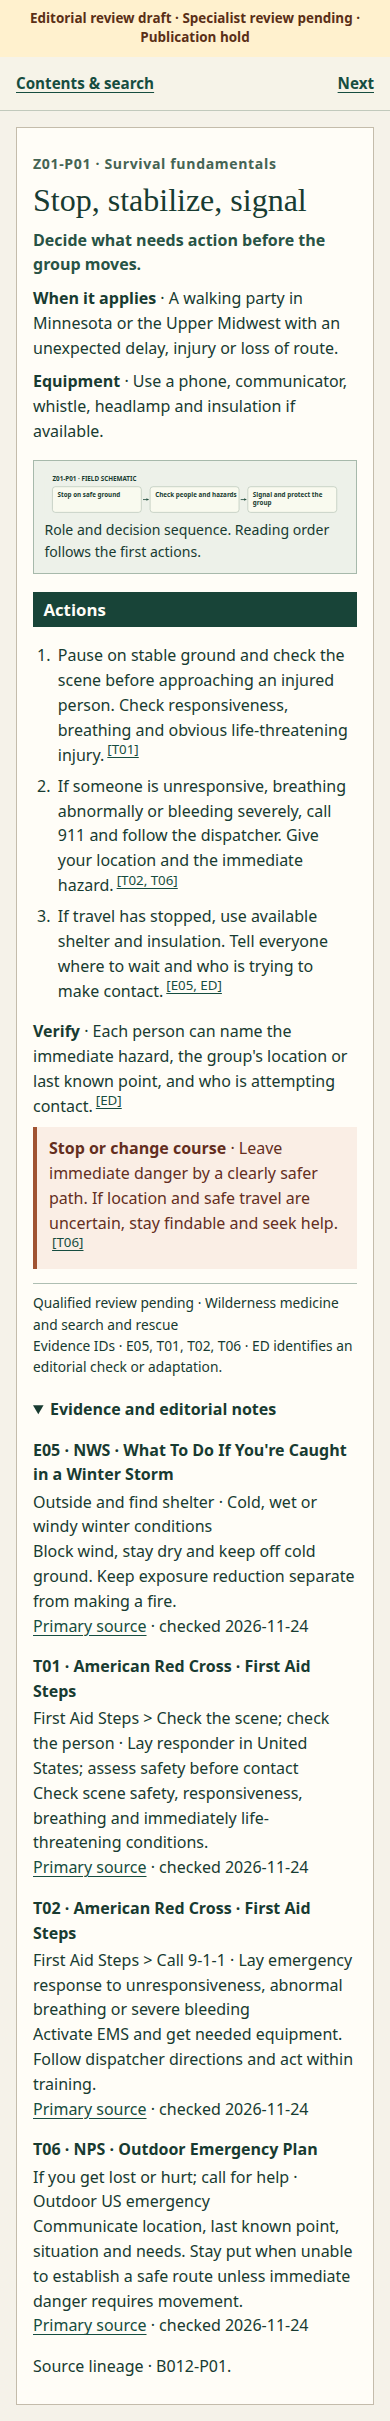 Editorial review draft · Specialist review pending ·
Publication hold
Contents & search
Next
Z01-P01 · Survival fundamentals
Stop, stabilize, signal
Decide what needs action before the
group moves.
When it applies · A walking party in
Minnesota or the Upper Midwest with an
unexpected delay, injury or loss of route.
Equipment · Use a phone, communicator,
whistle, headlamp and insulation if
available.
Z01-P01 · FIELD SCHEMATIC
Stop on safe ground
Check people and hazards
Signal and protect the
group
Role and decision sequence. Reading order
follows the first actions.
Actions
1. Pause on stable ground and check the
scene before approaching an injured
person. Check responsiveness,
breathing and obvious life-threatening
injury. [T01]
2. If someone is unresponsive, breathing
abnormally or bleeding severely, call
911 and follow the dispatcher. Give
your location and the immediate
hazard. [T02, T06]
3. If travel has stopped, use available
shelter and insulation. Tell everyone
where to wait and who is trying to
make contact. [E05, ED]
Verify · Each person can name the
immediate hazard, the group's location or
last known point, and who is attempting
contact. [ED]
Stop or change course · Leave
immediate danger by a clearly safer
path. If location and safe travel are
uncertain, stay findable and seek help.
[T06]
Qualified review pending · Wilderness medicine
and search and rescue
Evidence IDs · E05, T01, T02, T06 · ED identifies an
editorial check or adaptation.
▼ Evidence and editorial notes
E05 · NWS · What To Do If You're Caught
in a Winter Storm
Outside and find shelter · Cold, wet or
windy winter conditions
Block wind, stay dry and keep off cold
ground. Keep exposure reduction separate
from making a fire.
Primary source · checked 2026-11-24
T01 · American Red Cross · First Aid
Steps
First Aid Steps > Check the scene; check
the person · Lay responder in United
States; assess safety before contact
Check scene safety, responsiveness,
breathing and immediately life-
threatening conditions.
Primary source · checked 2026-11-24
T02 · American Red Cross · First Aid
Steps
First Aid Steps > Call 9-1-1 · Lay emergency
response to unresponsiveness, abnormal
breathing or severe bleeding
Activate EMS and get needed equipment.
Follow dispatcher directions and act within
training.
Primary source · checked 2026-11-24
T06 · NPS · Outdoor Emergency Plan
If you get lost or hurt; call for help ·
Outdoor US emergency
Communicate location, last known point,
situation and needs. Stay put when unable
to establish a safe route unless immediate
danger requires movement.
Primary source · checked 2026-11-24
Source lineage · B012-P01.